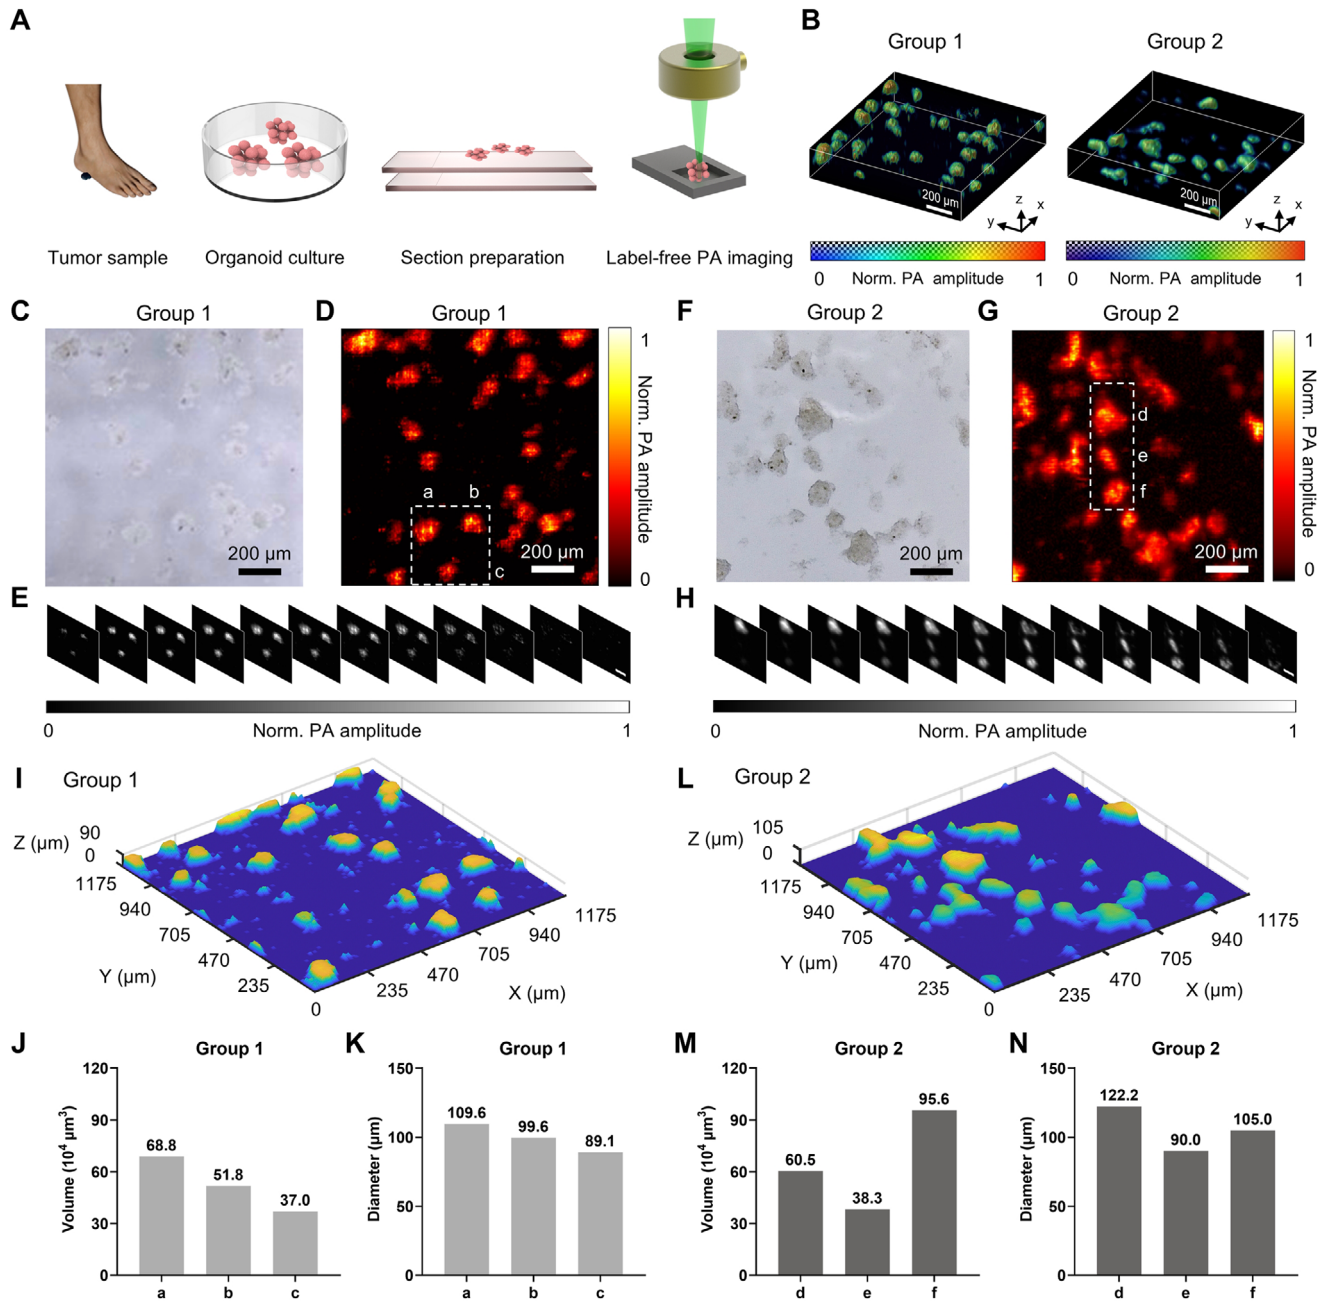 A
Tumor sample
Organoid culture
Section preparation
Label-free PA imaging
B
Group 1
Group 2
200 µm
z
x
y
200 µm
z
x
y
0
Norm. PA amplitude
1
0
Norm. PA amplitude
1
C
Group 1
200 µm
D
Group 1
a
b
c
200 µm
1
Norm. PA amplitude
0
F
Group 2
200 µm
G
Group 2
d
e
f
200 µm
1
Norm. PA amplitude
0
E
0
Norm. PA amplitude
1
H
0
Norm. PA amplitude
1
I
Group 1
Z (µm)
90
0
1175
940
705
470
235
Y (µm)
0
235
470
705
940
1175
X (µm)
L
Group 2
Z (µm)
105
0
1175
940
705
470
235
Y (µm)
0
235
470
705
940
1175
X (µm)
J
Group 1
Volume (10⁴ µm³)
120
90
60
30
0
68.8
51.8
37.0
a
b
c
K
Group 1
Diameter (µm)
150
100
50
0
109.6
99.6
89.1
a
b
c
M
Group 2
Volume (10⁴ µm³)
120
90
60
30
0
60.5
38.3
95.6
d
e
f
N
Group 2
Diameter (µm)
150
100
50
0
122.2
90.0
105.0
d
e
f